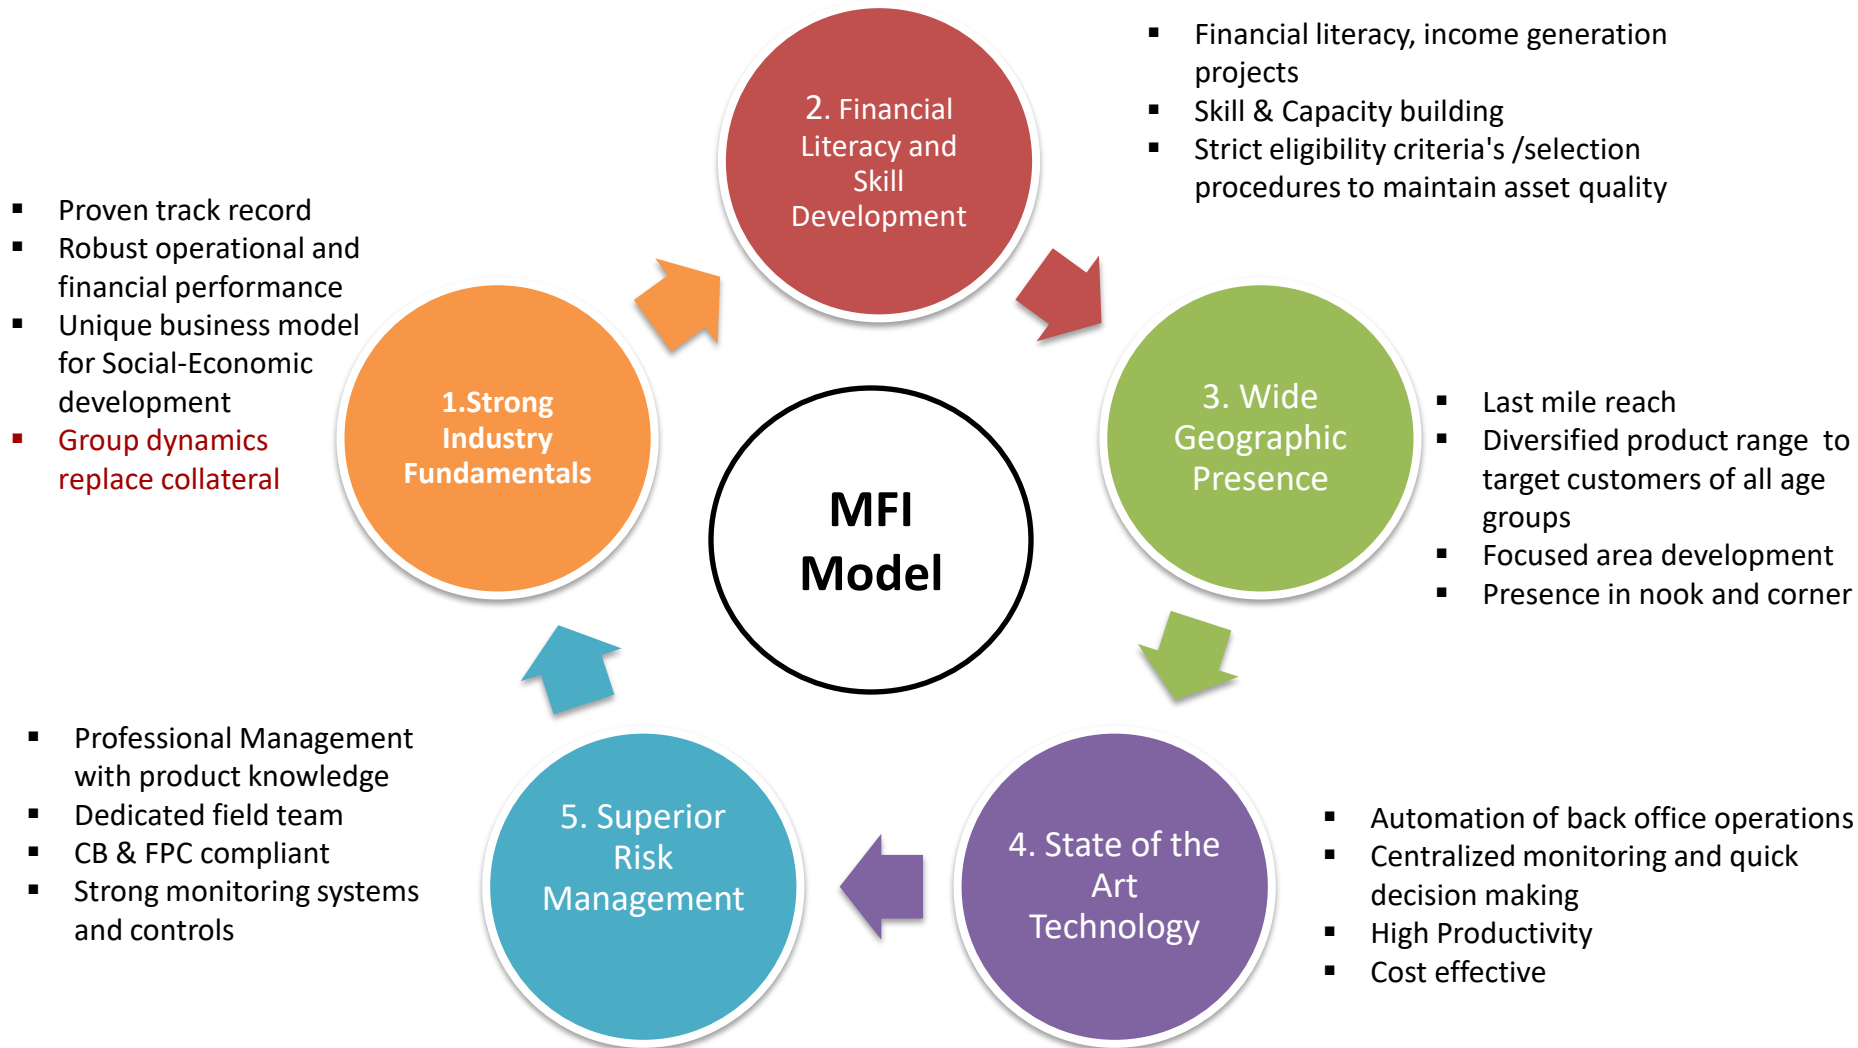 ▪ Proven track record
▪ Robust operational and
financial performance
▪ Unique business model
for Social-Economic
development
▪ Group dynamics
replace collateral
1.Strong
Industry
Fundamentals
2. Financial
Literacy and
Skill
Development
▪ Financial literacy, income generation
projects
▪ Skill & Capacity building
▪ Strict eligibility criteria's /selection
procedures to maintain asset quality
3. Wide
Geographic
Presence
▪ Last mile reach
▪ Diversified product range to
target customers of all age
groups
▪ Focused area development
▪ Presence in nook and corner
MFI
Model
4. State of the
Art
Technology
▪ Automation of back office operations
▪ Centralized monitoring and quick
decision making
▪ High Productivity
▪ Cost effective
5. Superior
Risk
Management
▪ Professional Management
with product knowledge
▪ Dedicated field team
▪ CB & FPC compliant
▪ Strong monitoring systems
and controls